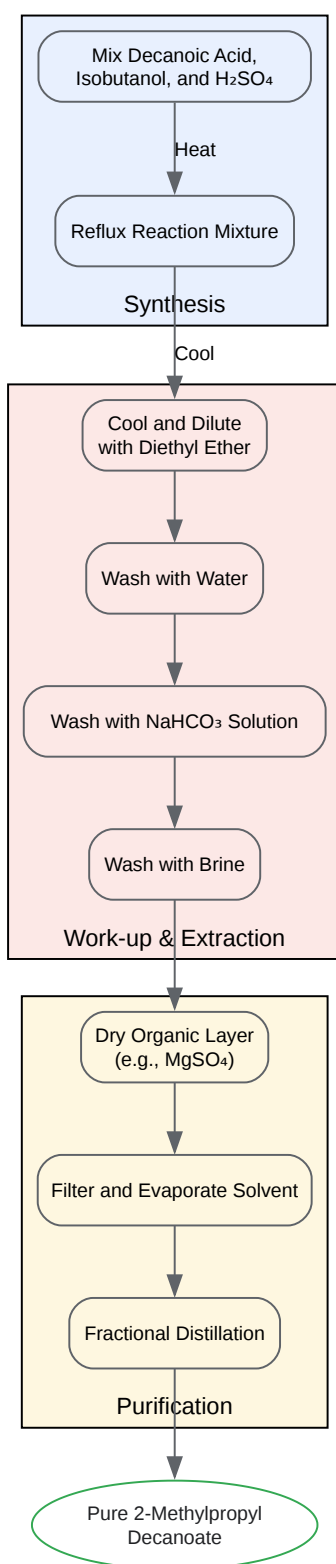 Mix Decanoic Acid,
Isobutanol, and H₂SO₄
Heat
Reflux Reaction Mixture
Synthesis
Cool
Cool and Dilute
with Diethyl Ether
Wash with Water
Wash with NaHCO₃ Solution
Wash with Brine
Work-up & Extraction
Dry Organic Layer
(e.g., MgSO₄)
Filter and Evaporate Solvent
Fractional Distillation
Purification
Pure 2-Methylpropyl
Decanoate